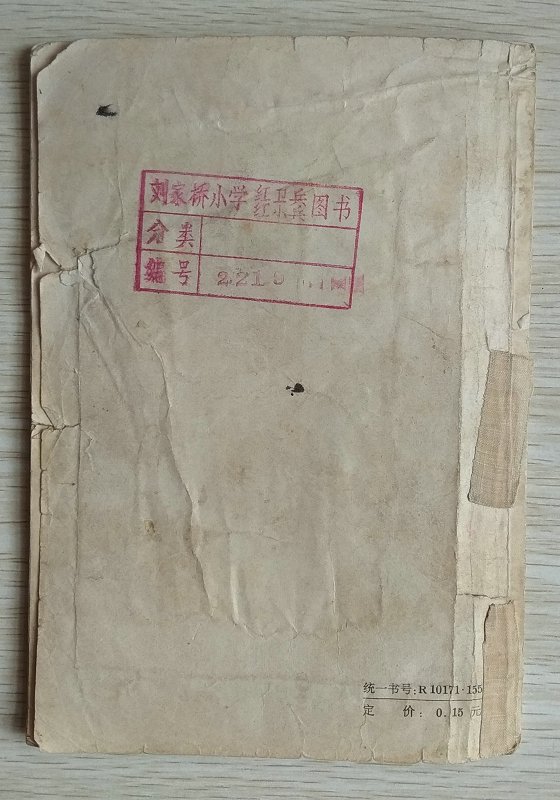 刘家桥小学红小兵图书
分类
编号 2210
统一书号：R 10171·155
定 价： 0.15 元